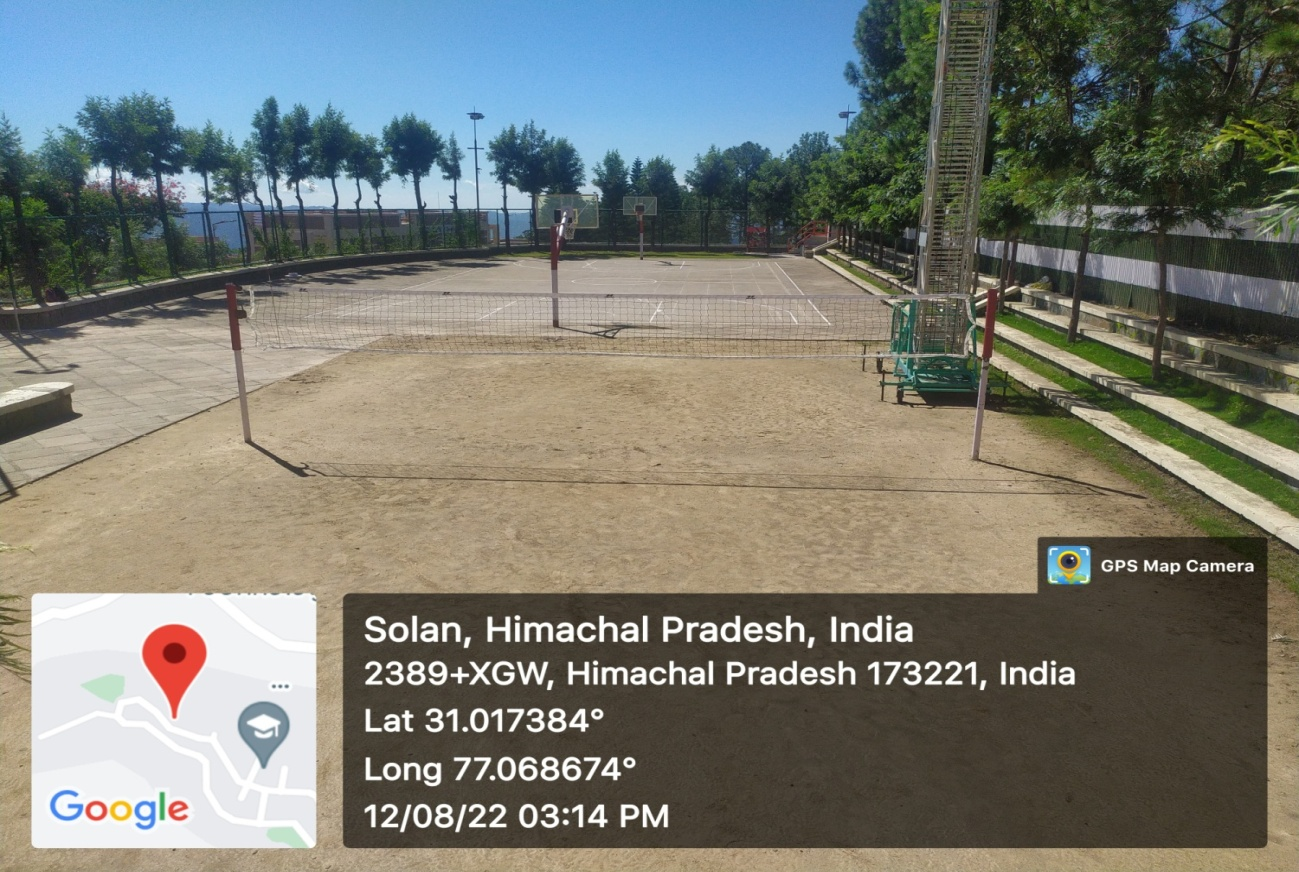 GPS Map Camera
Solan, Himachal Pradesh, India
2389+XGW, Himachal Pradesh 173221, India
Lat 31.017384°
Long 77.068674°
12/08/22 03:14 PM
Google